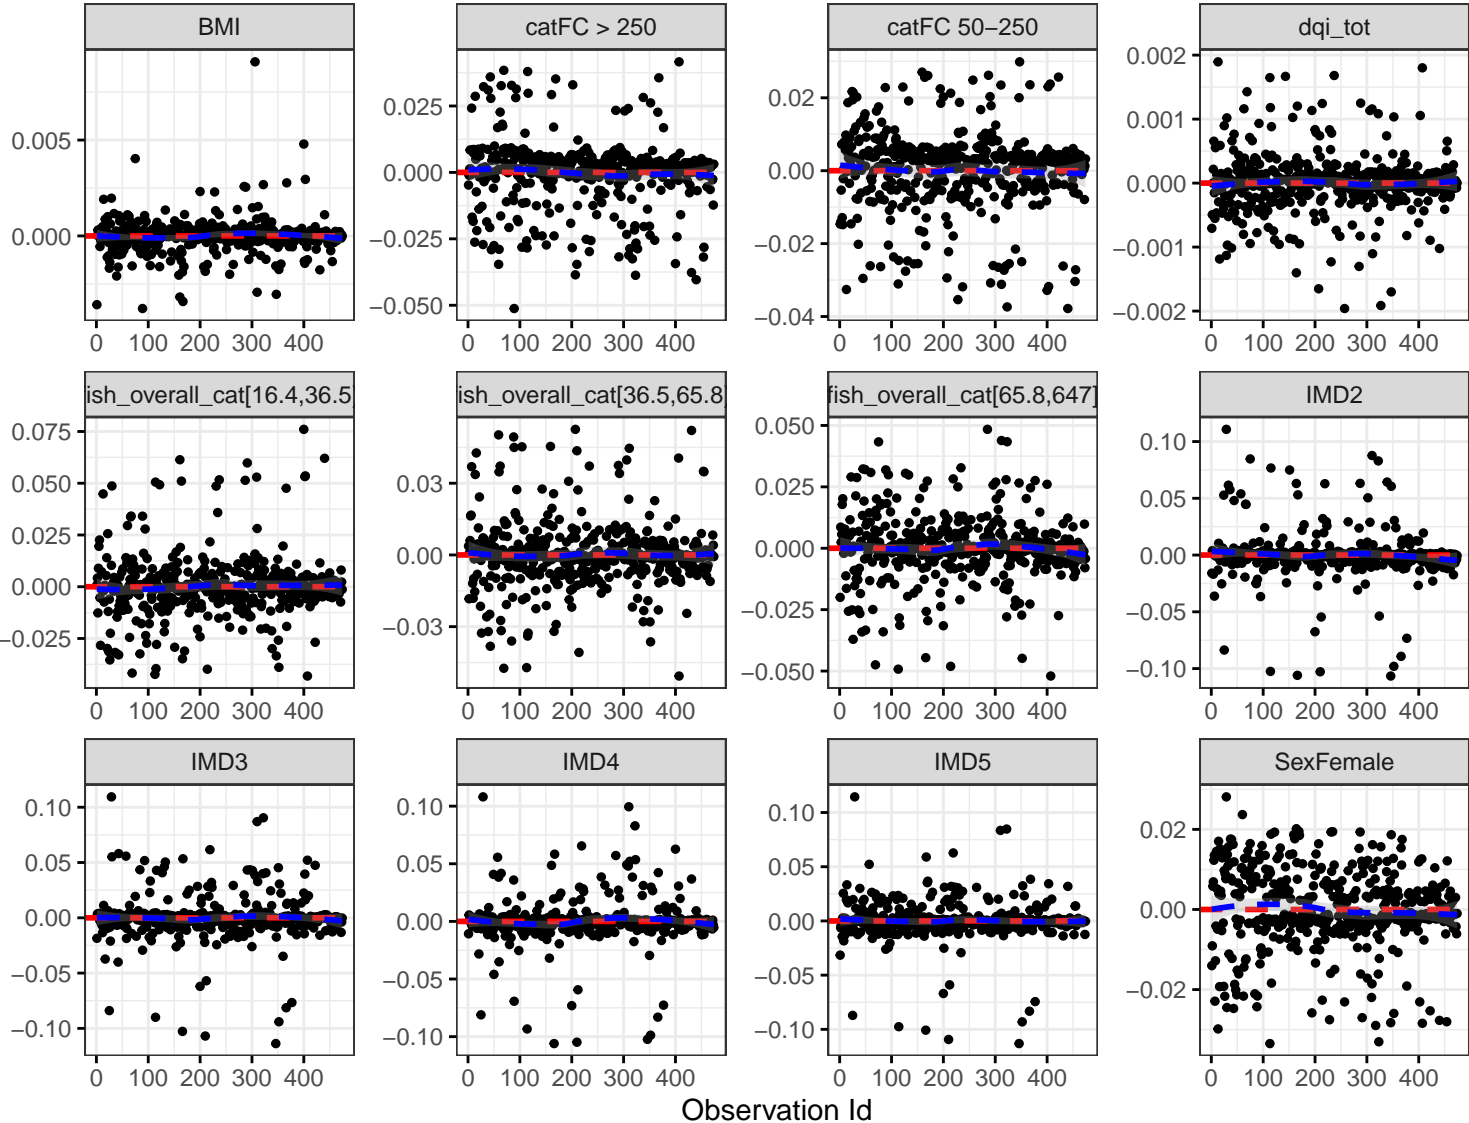 BMI
catFC > 250
catFC 50−250
dqi_tot
0.005
0.000
0.025
0.000
−0.025
−0.050
0.02
0.00
−0.02
−0.04
0.002
0.001
0.000
−0.001
−0.002
0 100 200 300 400
0 100 200 300 400
0 100 200 300 400
0 100 200 300 400
ish_overall_cat[16.4,36.5
ish_overall_cat[36.5,65.8
fish_overall_cat[65.8,647]
IMD2
0.075
0.050
0.025
0.000
−0.025
0.03
0.00
−0.03
0.050
0.025
0.000
−0.025
−0.050
0.10
0.05
0.00
−0.05
−0.10
0 100 200 300 400
0 100 200 300 400
0 100 200 300 400
0 100 200 300 400
IMD3
IMD4
IMD5
SexFemale
0.10
0.05
0.00
−0.05
−0.10
0.10
0.05
0.00
−0.05
−0.10
0.10
0.05
0.00
−0.05
−0.10
0.02
0.00
−0.02
0 100 200 300 400
0 100 200 300 400
0 100 200 300 400
0 100 200 300 400
Observation Id